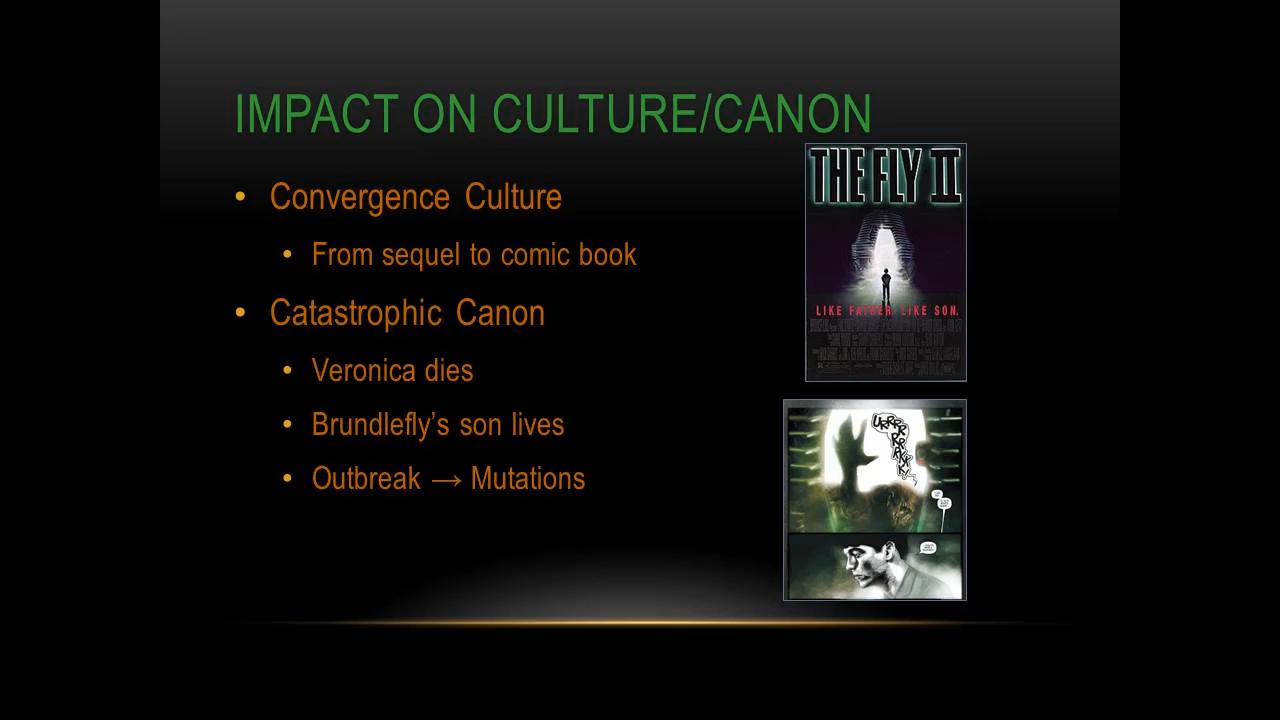 IMPACT ON CULTURE/CANON
• Convergence Culture
• From sequel to comic book
• Catastrophic Canon
• Veronica dies
• Brundlefly’s son lives
• Outbreak → Mutations
THE FLY II
LIKE FATHER. LIKE SON.